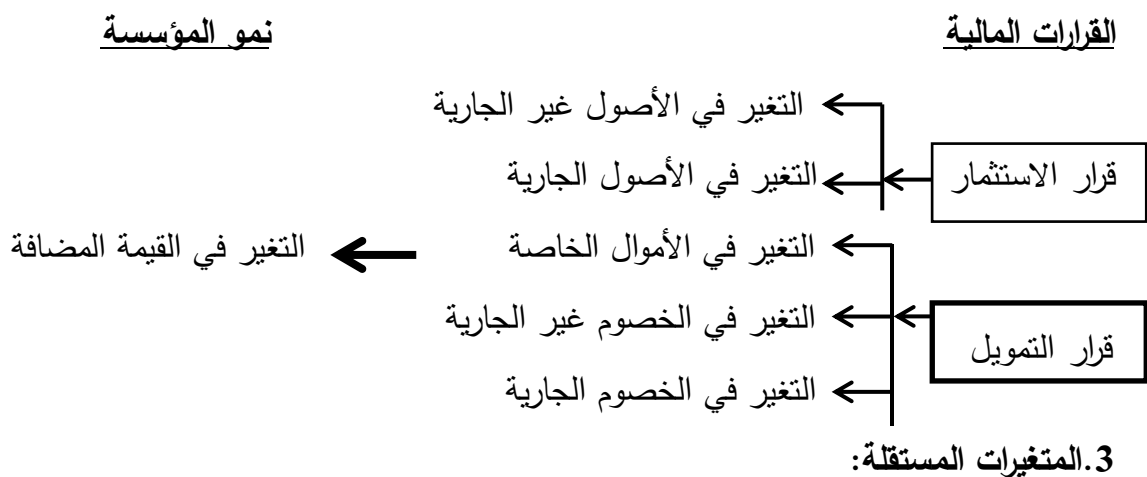 القرارات المالية
نمو المؤسسة
التغير في الأصول غير الجارية
قرار الاستثمار
التغير في الأصول الجارية
التغير في الأموال الخاصة
التغير في القيمة المضافة
التغير في الخصوم غير الجارية
قرار التمويل
التغير في الخصوم الجارية
3.المتغيرات المستقلة: